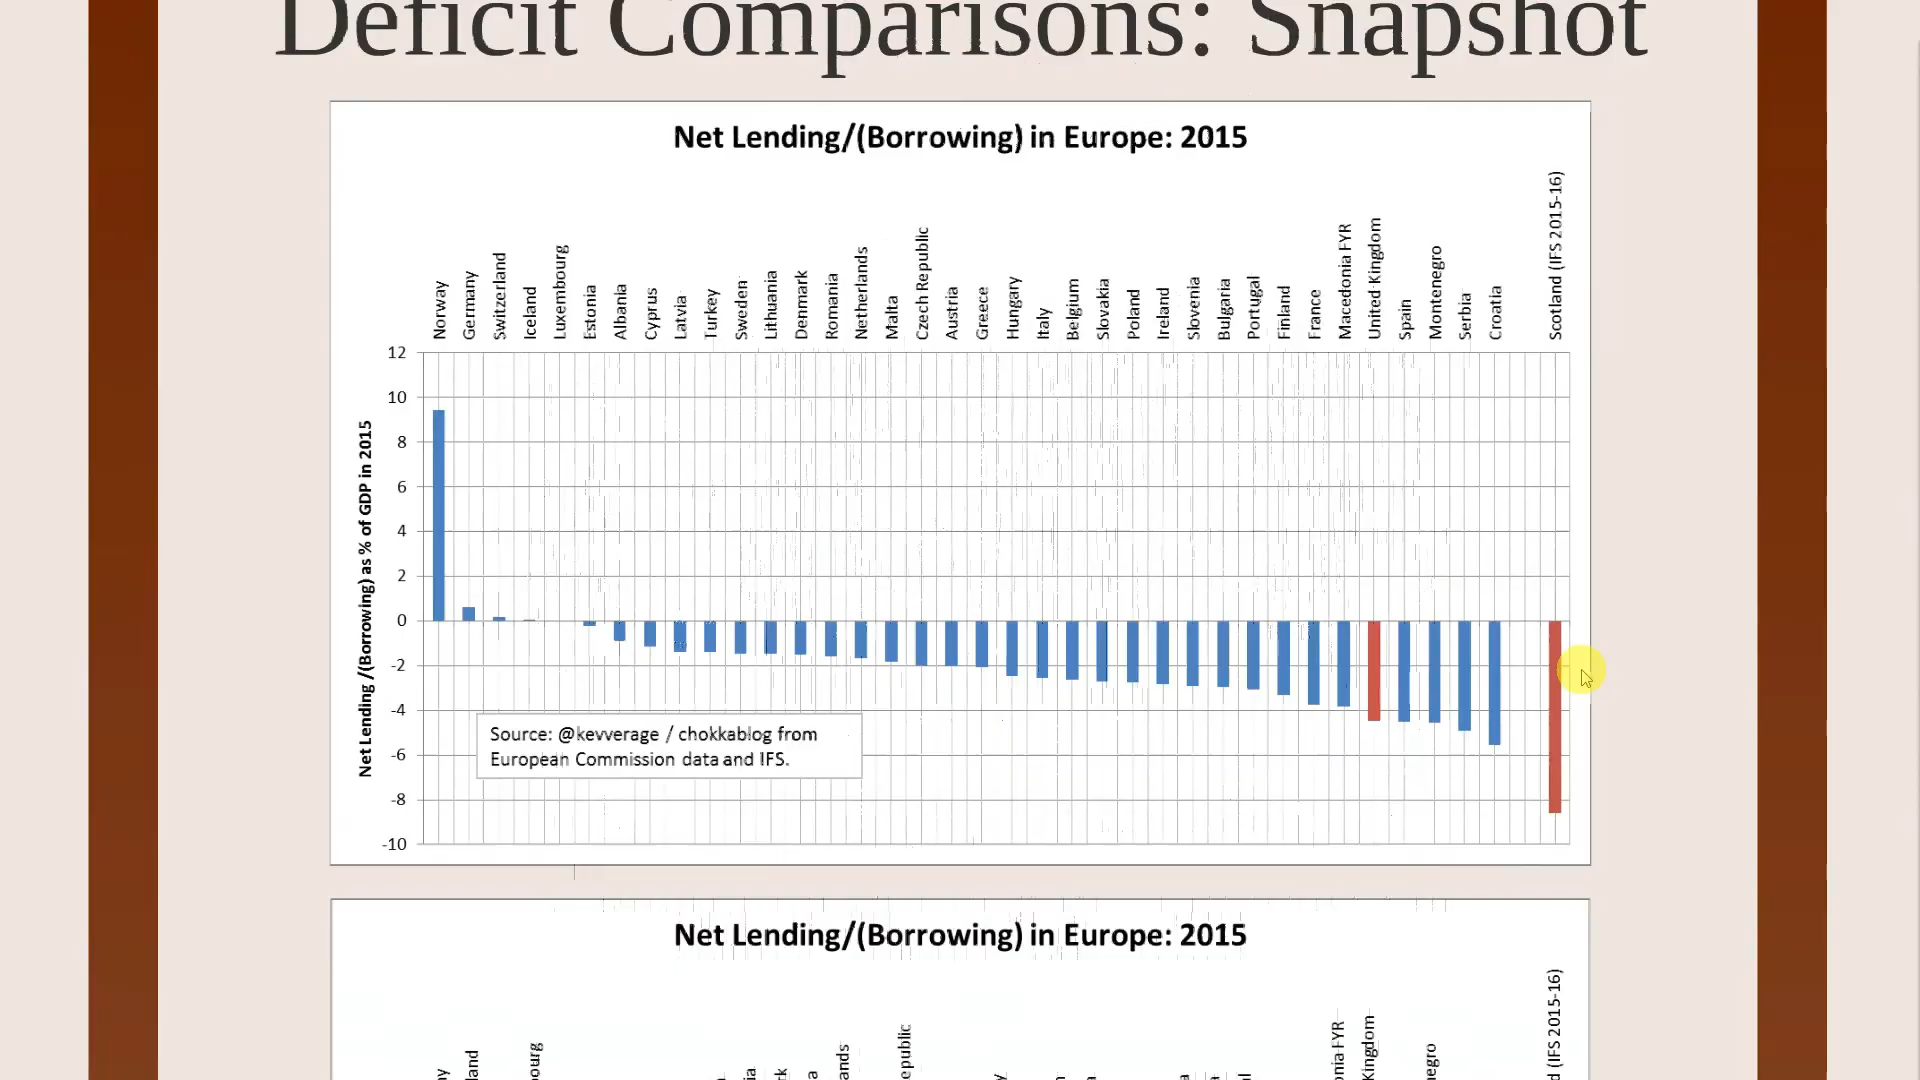 Deficit Comparisons: Snapshot
Net Lending/(Borrowing) in Europe: 2015
Norway
Germany
Switzerland
Iceland
Luxembourg
Estonia
Albania
Cyprus
Latvia
Turkey
Sweden
Lithuania
Denmark
Romania
Netherlands
Malta
Czech Republic
Austria
Greece
Hungary
Italy
Belgium
Slovakia
Poland
Ireland
Slovenia
Bulgaria
Portugal
Finland
France
Macedonia FYR
United Kingdom
Spain
Montenegro
Serbia
Croatia
Scotland (IFS 2015-16)
Net Lending /(Borrowing) as % of GDP in 2015
12
10
8
6
4
2
0
-2
-4
-6
-8
-10
Source: @kevverage / chokkablog from
European Commission data and IFS.
Net Lending/(Borrowing) in Europe: 2015
Kingdom
(IFS 2015-16)